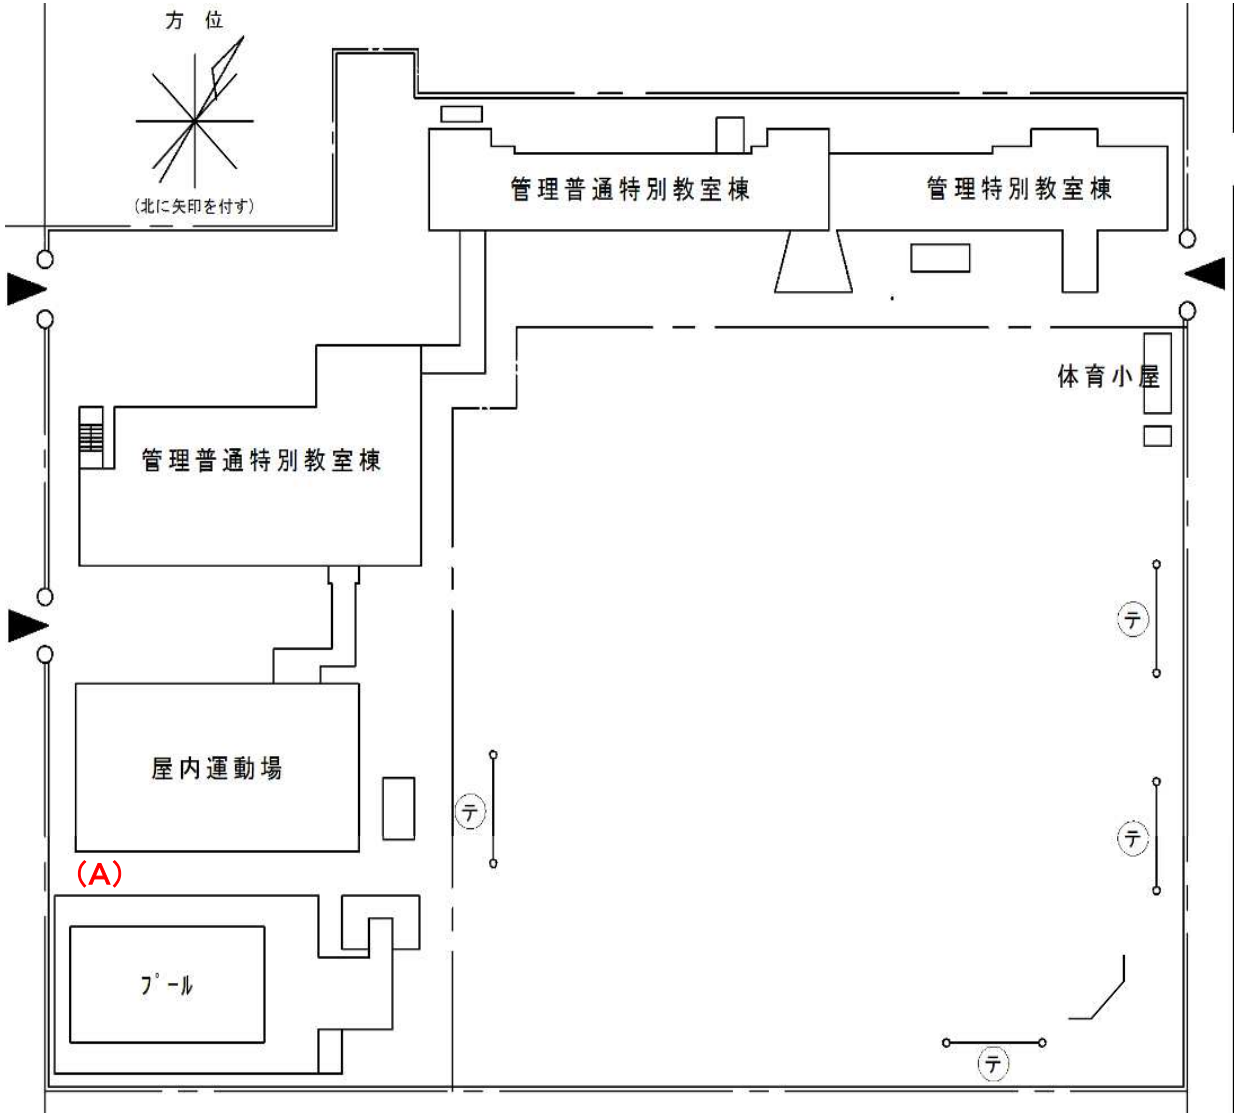 方 位
(北に矢印を付す)
管理普通特別教室棟
管理特別教室棟
体育小屋
管理普通特別教室棟
テ
屋内運動場
テ
テ
(A)
プール
テ